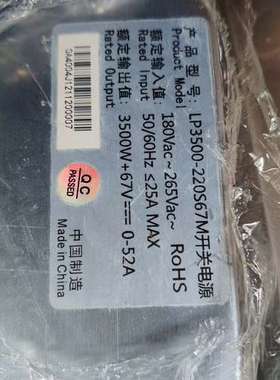 产品型号: LP3500-220S67M开关电源
Product Model
额定输入值: 180Vac~265Vac~ RoHS
Rated Input 50/60Hz ≤25A MAX
额定输出值: 3500W+67V⎓ 0-52A
Rated Output
QC
PASSED
中国制造
Made in China
SK4004J1211200007